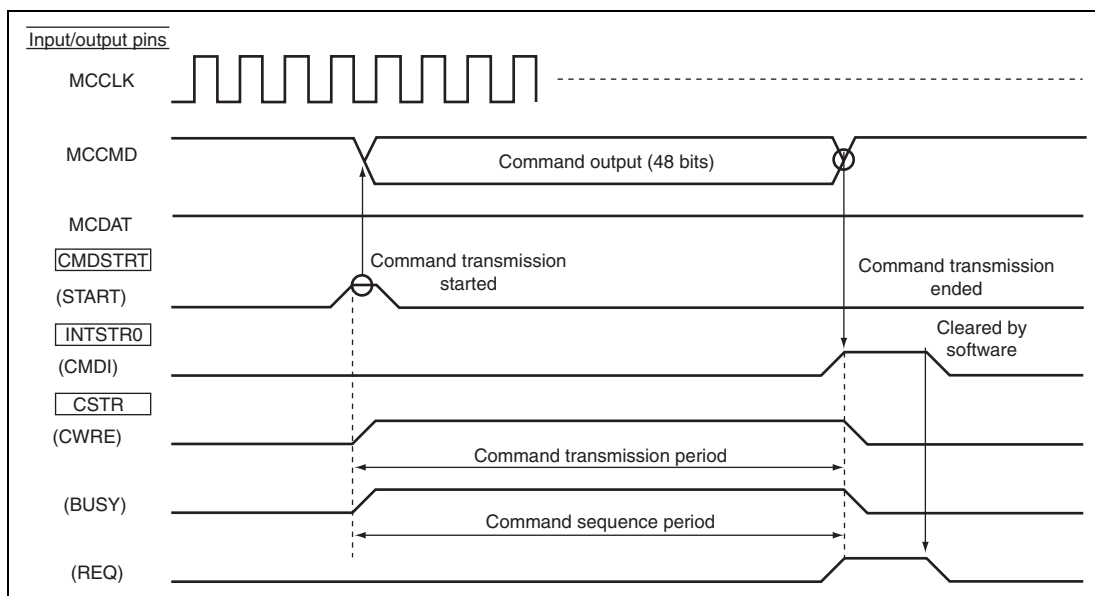 Input/output pins
MCCLK
MCCMD
Command output (48 bits)
MCDAT
CMDSTRT
(START)
Command transmission
started
Command transmission
ended
INTSTR0
(CMDI)
Cleared by
software
CSTR
(CWRE)
Command transmission period
(BUSY)
Command sequence period
(REQ)